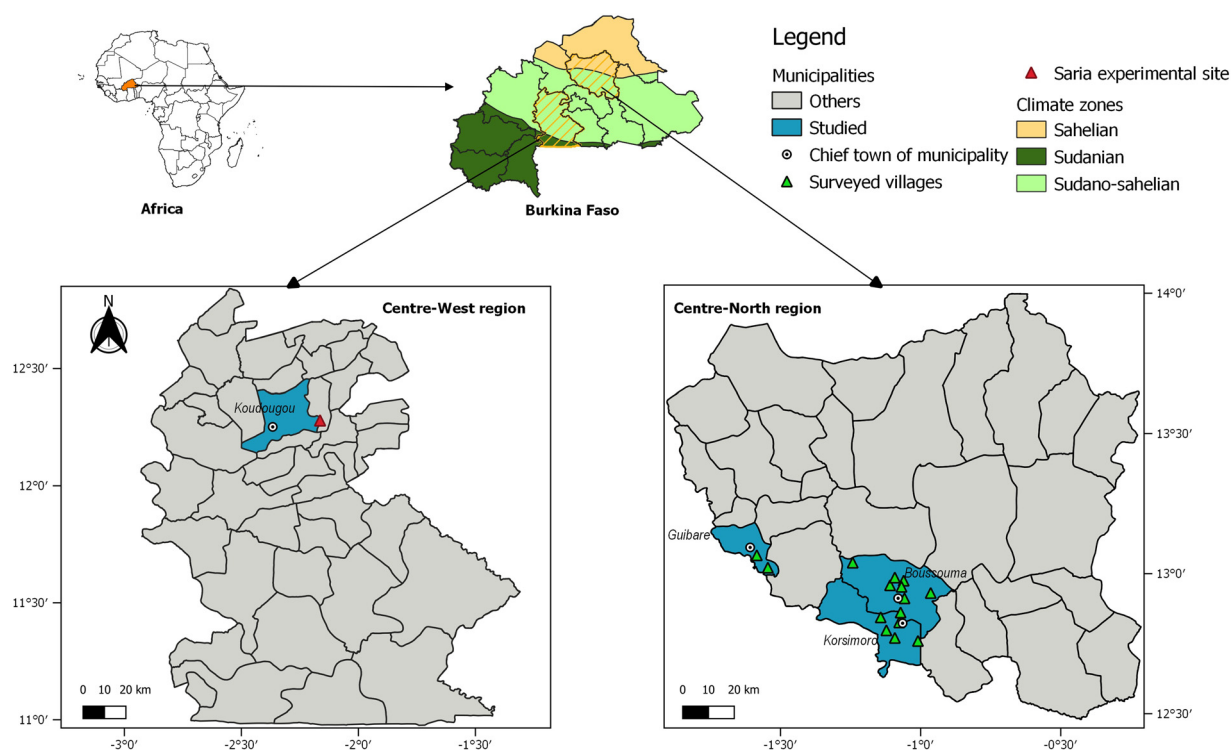 Legend
Municipalities
Others
Studied
Chief town of municipality
Surveyed villages
Saria experimental site
Climate zones
Sahelian
Sudanian
Sudano-sahelian
Africa
Burkina Faso
N
Centre-West region
12°30′
12°0′
11°30′
11°0′
Koudougou
0 10 20 km
-3°0′ -2°30′ -2°0′ -1°30′
Centre-North region
14°0′
13°30′
13°0′
12°30′
Guibare
Boussouma
Korsimoro
0 10 20 km
-1°30′ -1°0′ -0°30′